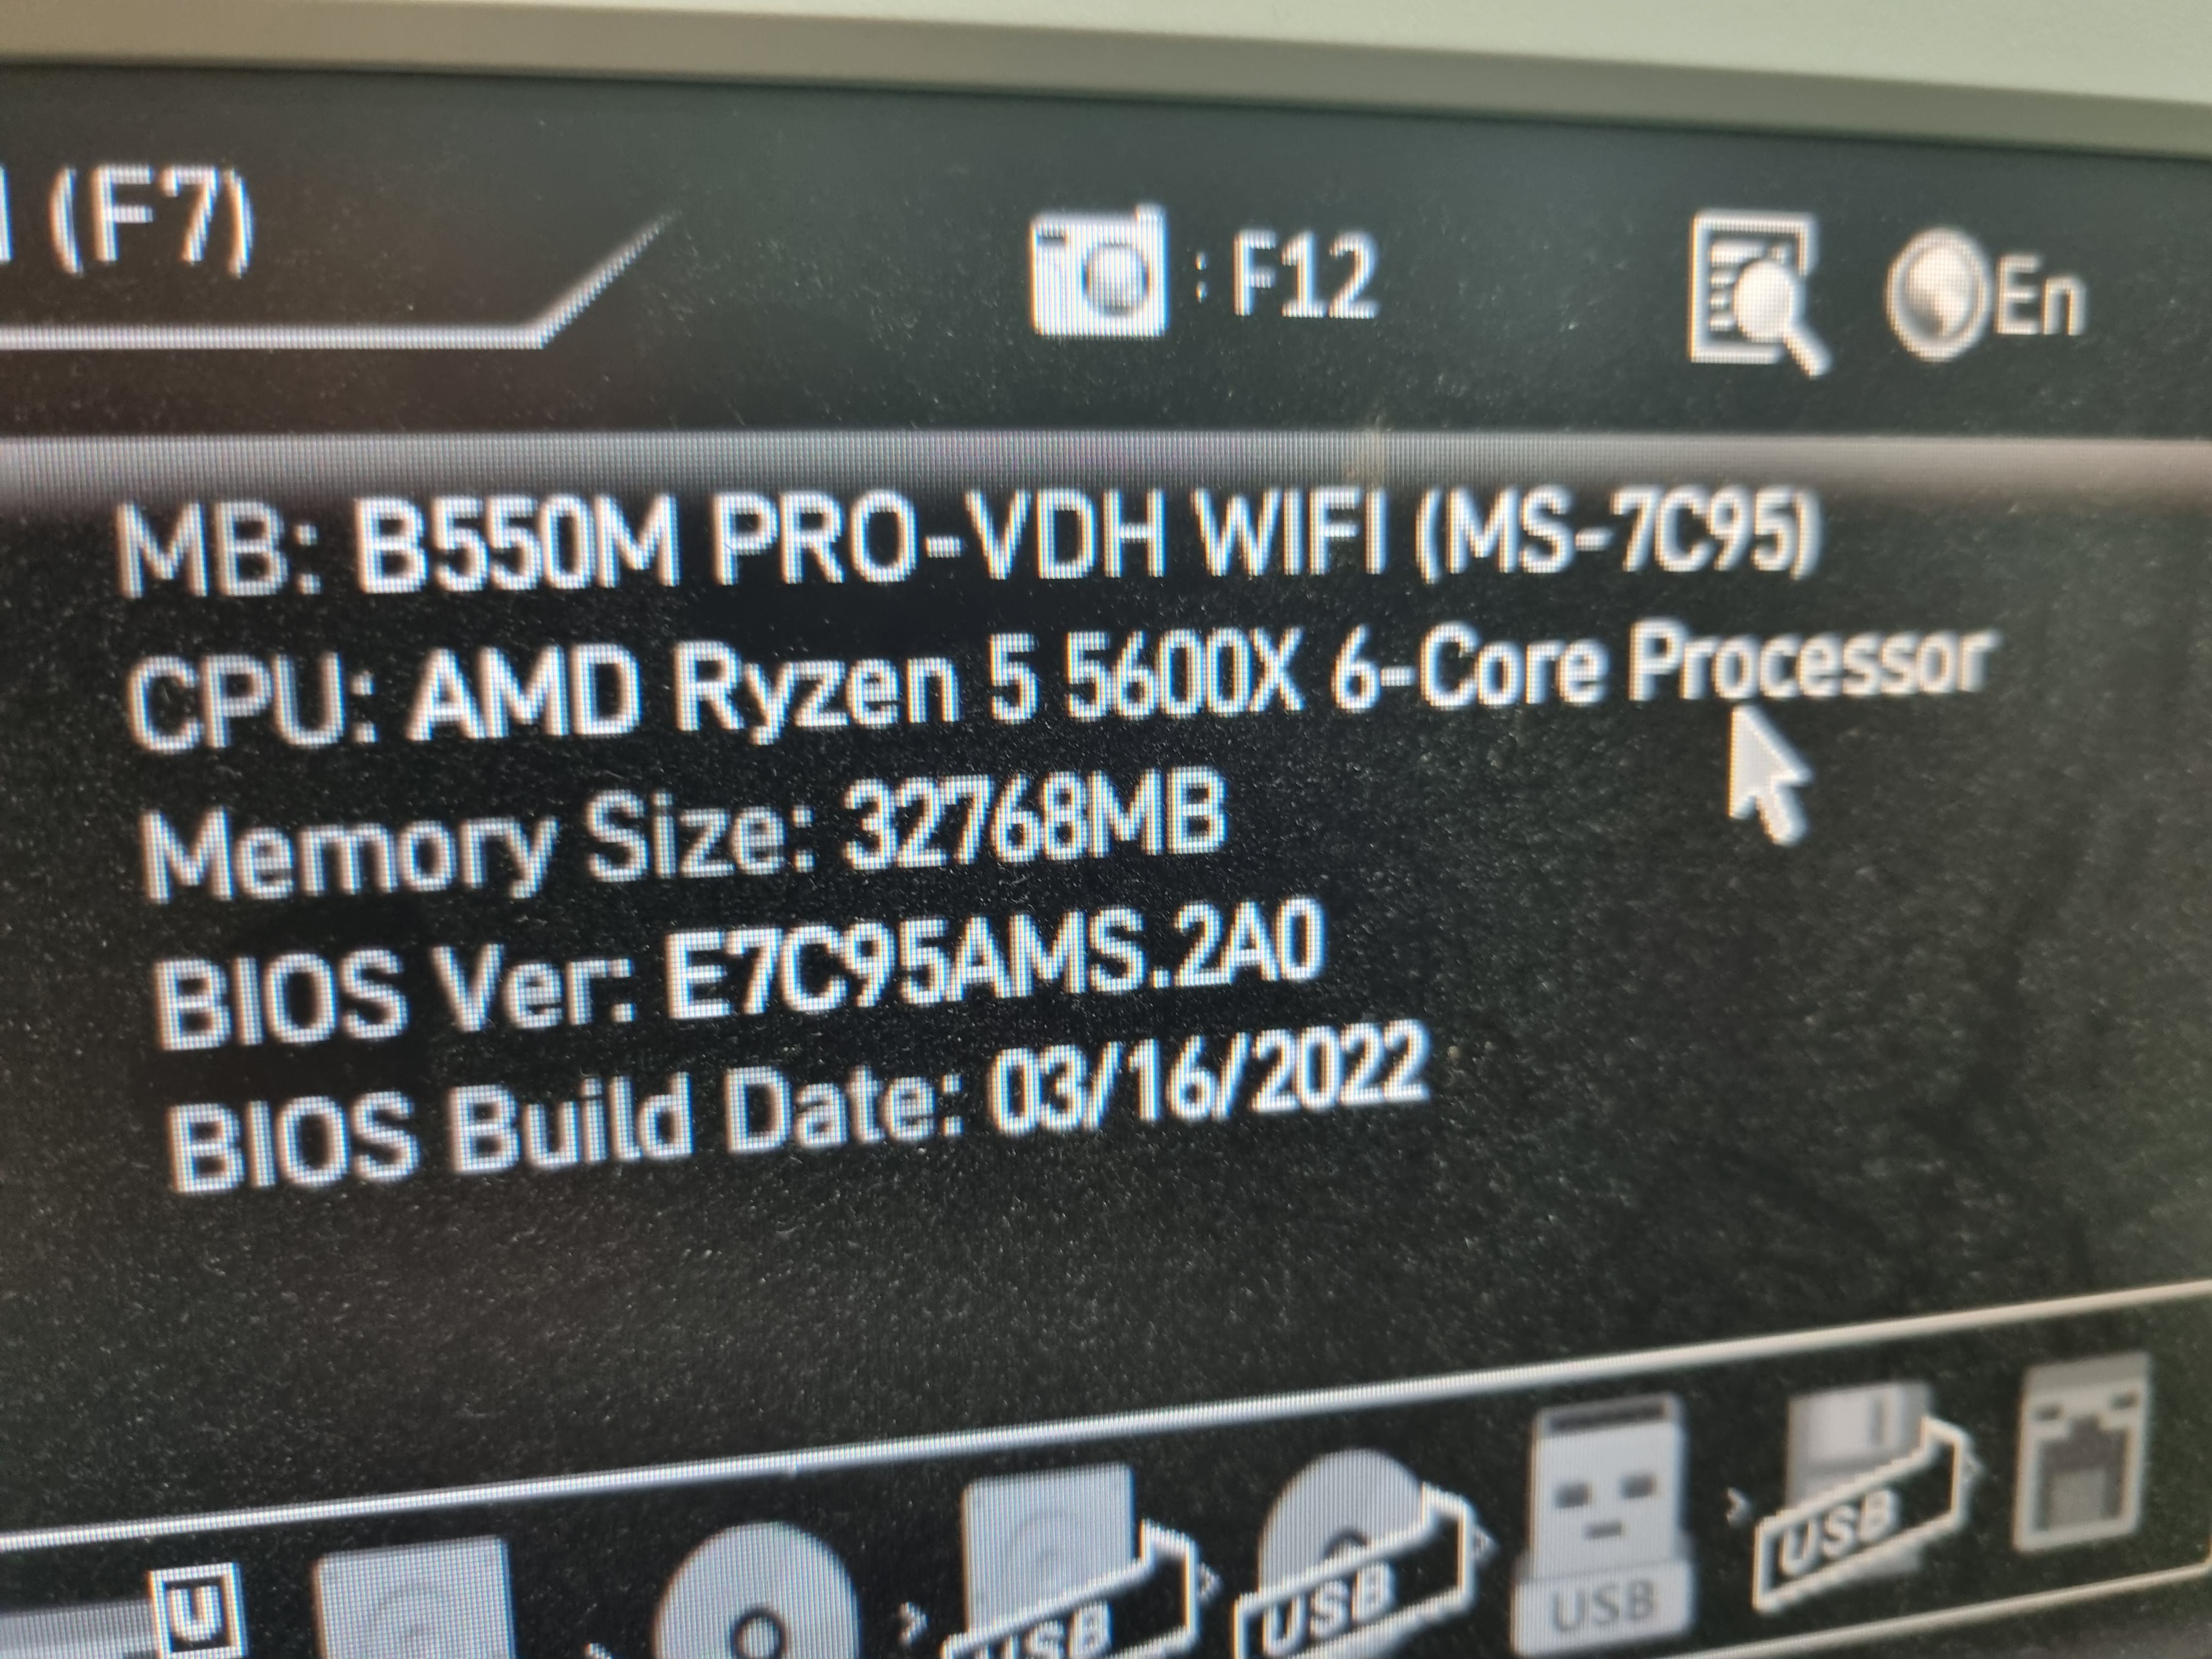 (F7)
: F12
En
MB: B550M PRO-VDH WIFI (MS-7C95)
CPU: AMD Ryzen 5 5600X 6-Core Processor
Memory Size: 32768MB
BIOS Ver: E7C95AMS.2A0
BIOS Build Date: 03/16/2022
U
USB
USB
USB
USB